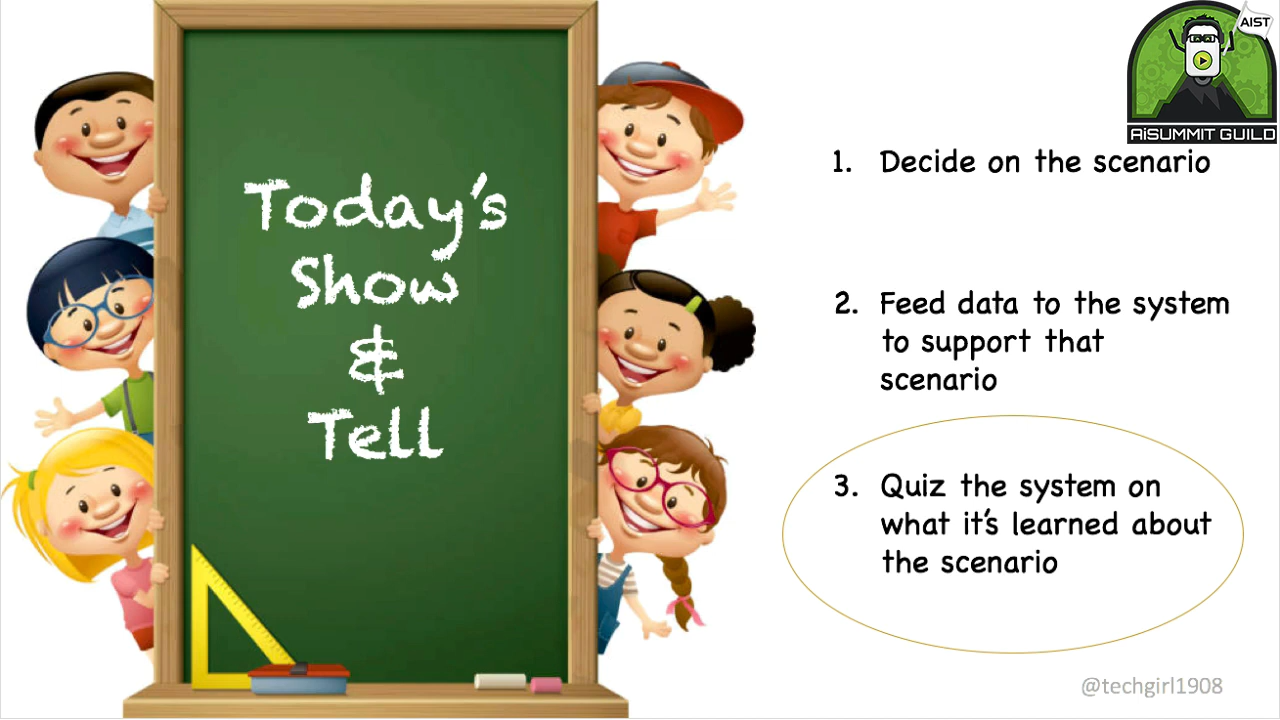 Today's
Show
&
Tell
AIST
AiSUMMIT GUILD
1. Decide on the scenario
2. Feed data to the system
to support that
scenario
3. Quiz the system on
what it's learned about
the scenario
@techgirl1908